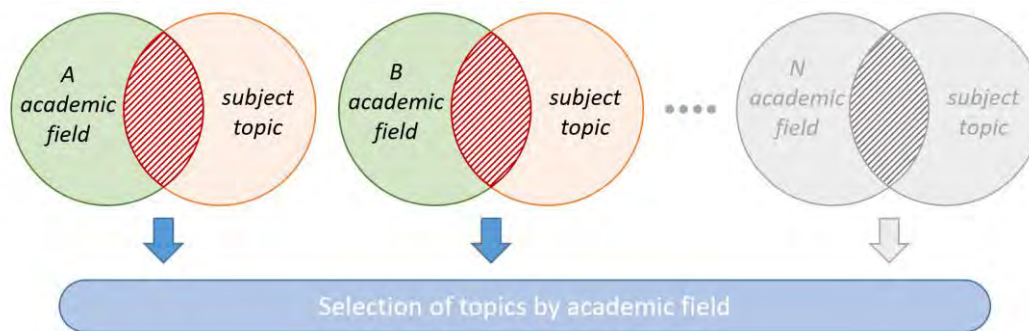 A
academic
field
subject
topic
B
academic
field
subject
topic
N
academic
field
subject
topic
Selection of topics by academic field